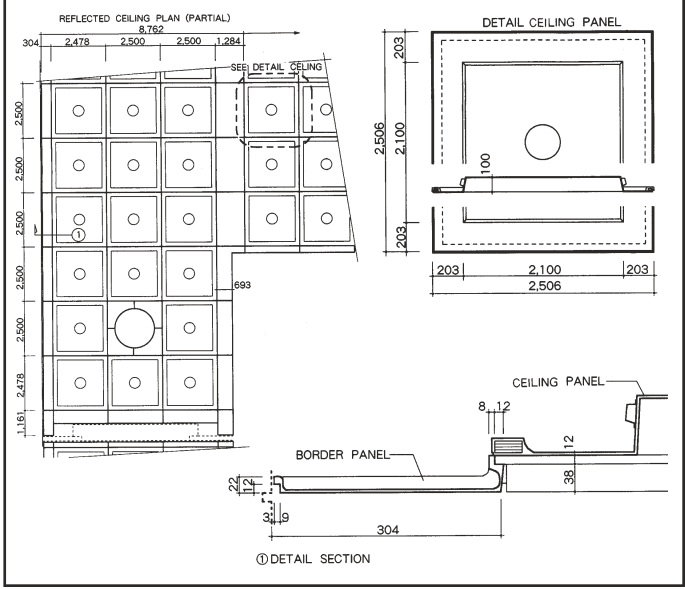 REFLECTED CEILING PLAN (PARTIAL)
8,762
304 2,478 2,500 2,500 1,284
SEE DETAIL CELING
2,500
2,500
2,500
2,500
2,500
2,478
1,161
1
693
DETAIL CEILING PANEL
203
2,506
2,100
203
100
203 2,100 203
2,506
CEILING PANEL
8 12
12
38
BORDER PANEL
22
12
3 9
304
① DETAIL SECTION